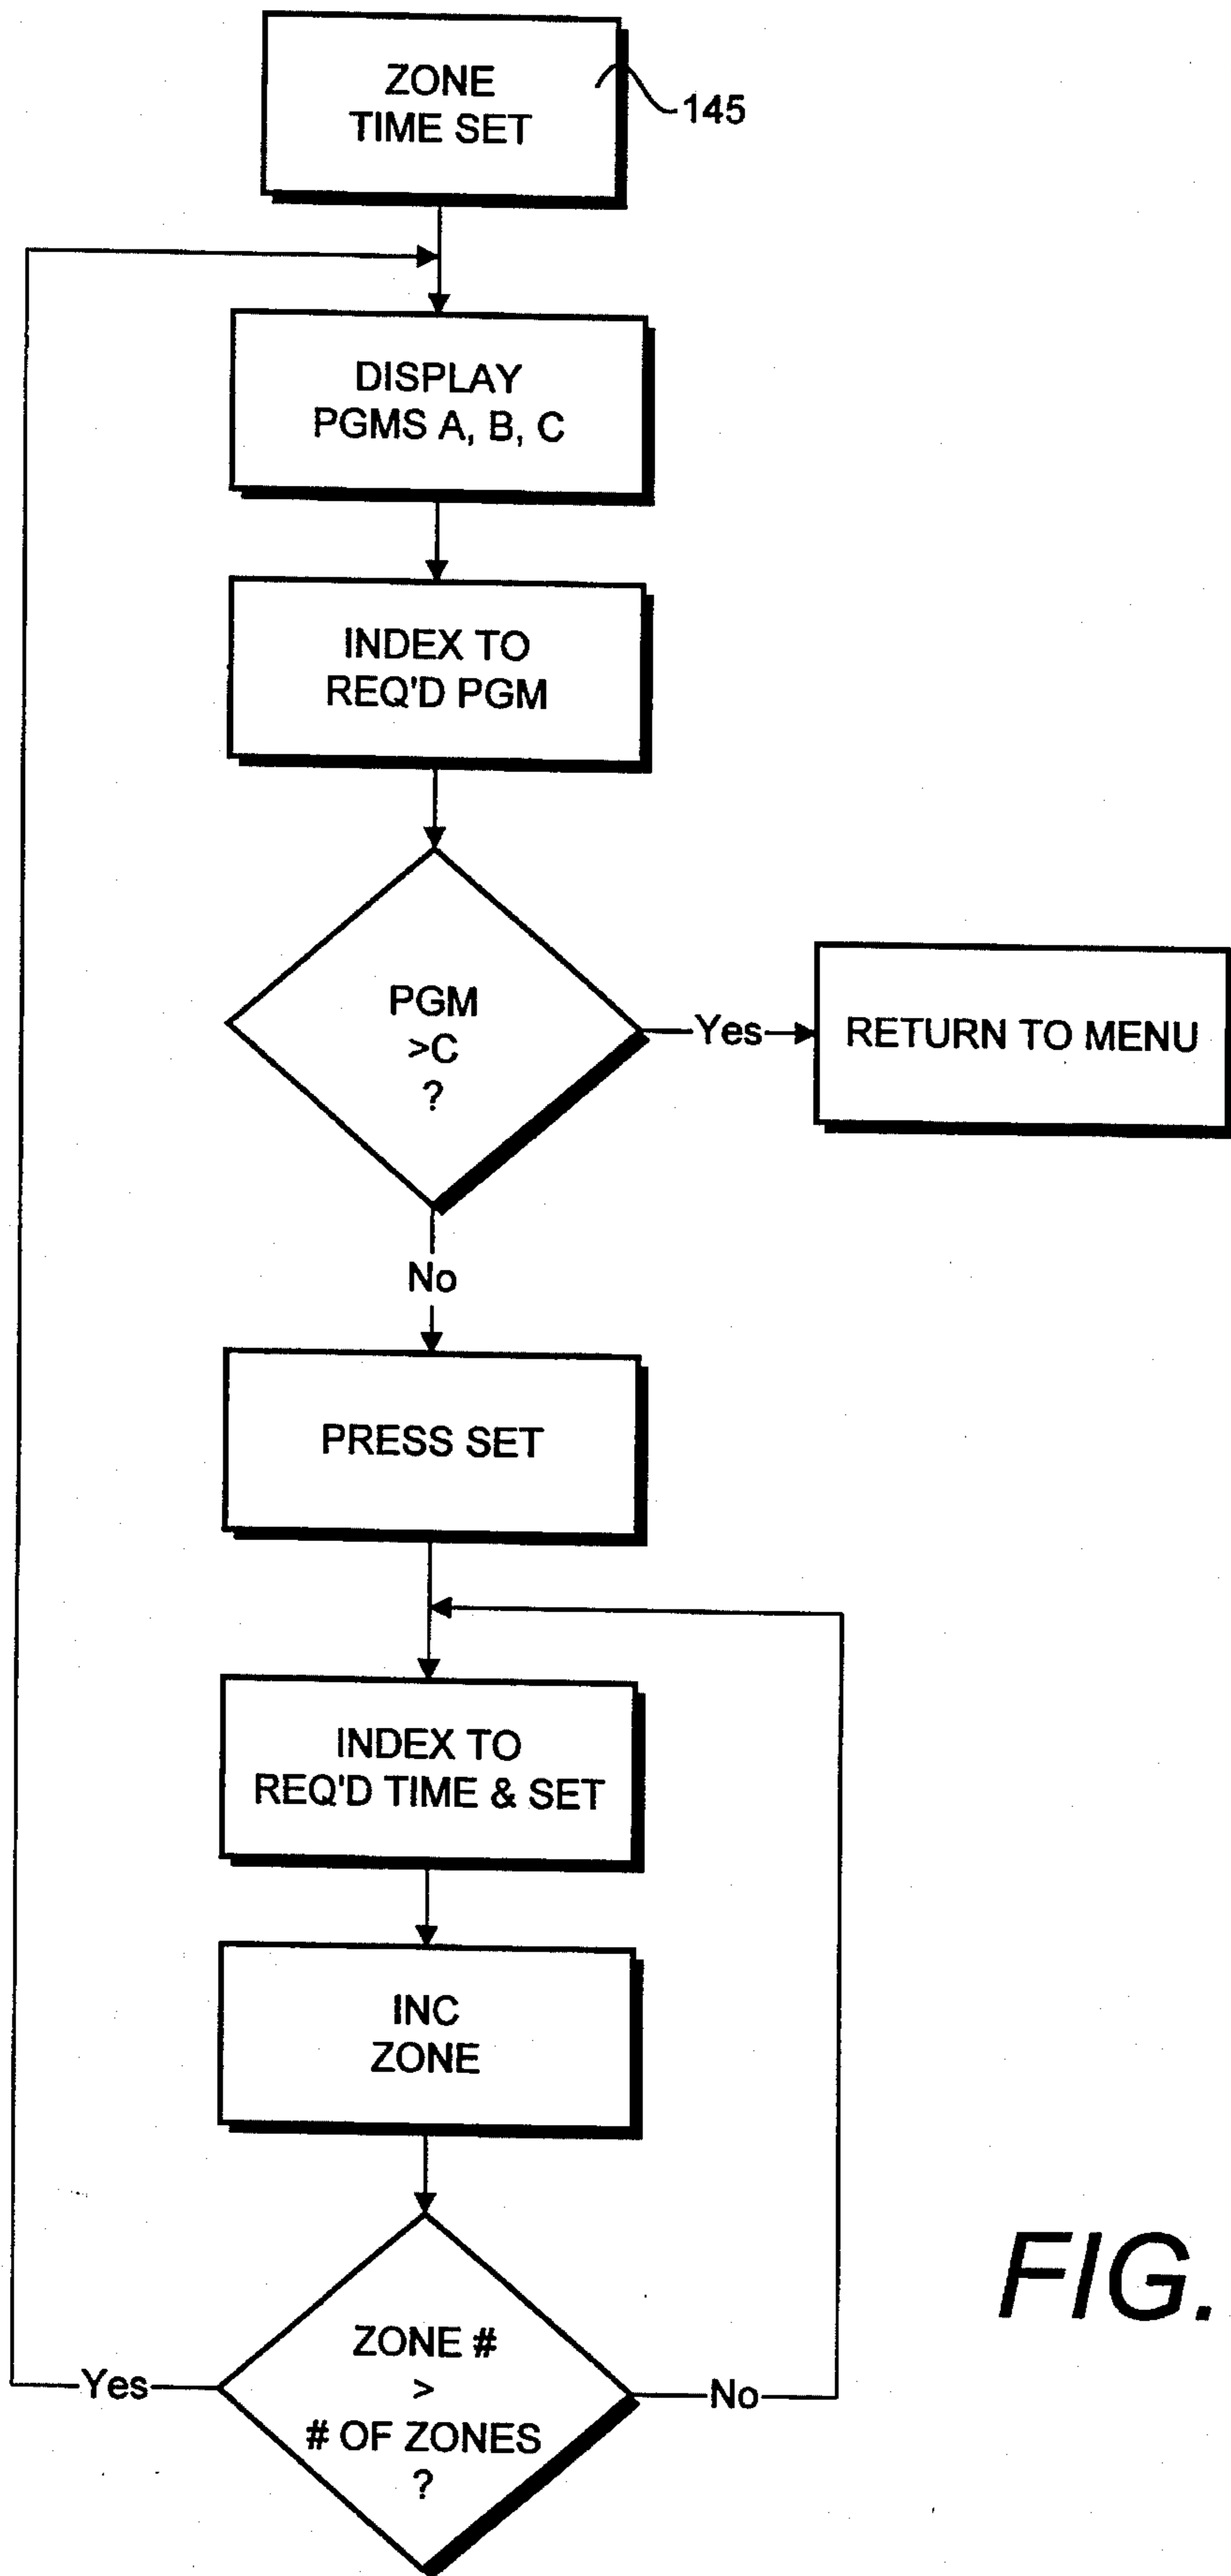 ZONE
TIME SET
145
DISPLAY
PGMS A, B, C
INDEX TO
REQ'D PGM
PGM
>C
?
Yes
RETURN TO MENU
No
PRESS SET
INDEX TO
REQ'D TIME & SET
INC
ZONE
ZONE #
>
# OF ZONES
?
Yes
No
FIG.